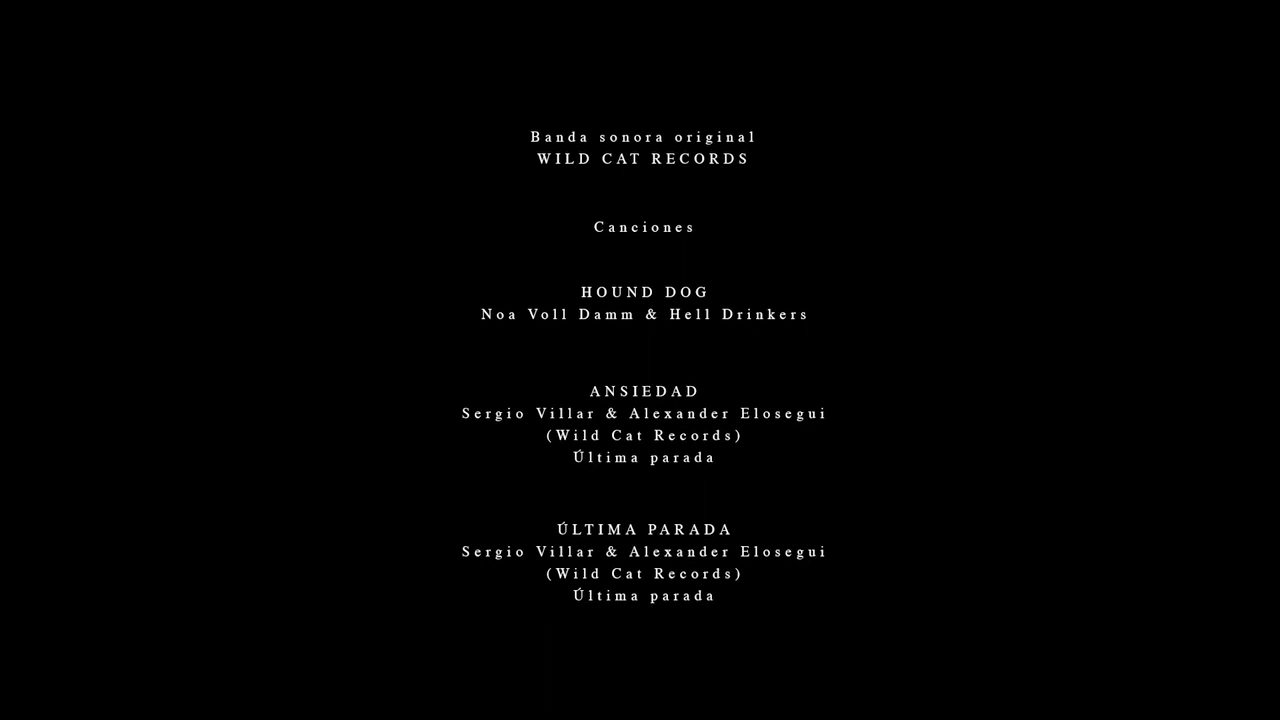 Banda sonora original
WILD CAT RECORDS
Canciones
HOUND DOG
Noa Voll Damm & Hell Drinkers
ANSIEDAD
Sergio Villar & Alexander Elosegui
(Wild Cat Records)
Última parada
ÚLTIMA PARADA
Sergio Villar & Alexander Elosegui
(Wild Cat Records)
Última parada